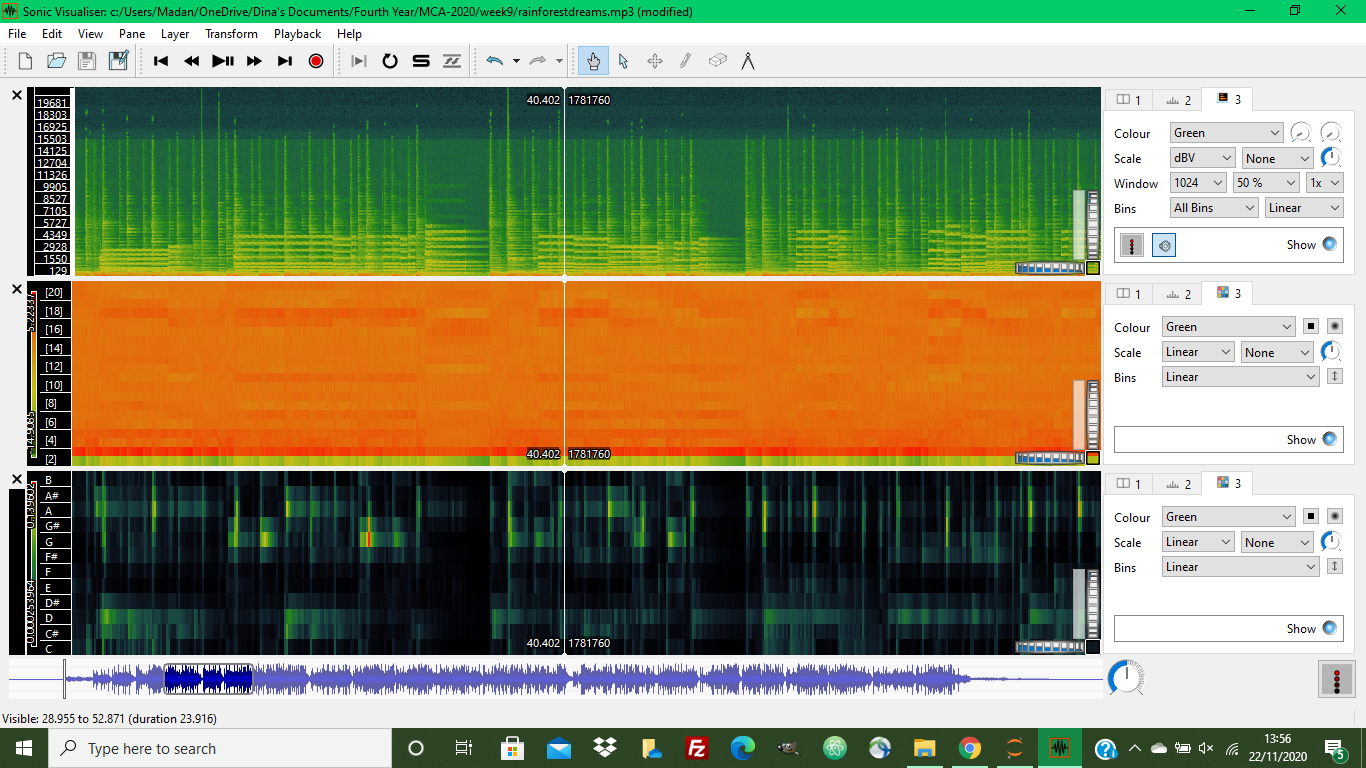 Sonic Visualiser: c:/Users/Madan/OneDrive/Dina's Documents/Fourth Year/MCA-2020/week9/rainforestdreams.mp3 (modified)
File Edit View Pane Layer Transform Playback Help
40.402 1781760
19681
18303
16925
15503
14125
12704
11326
9905
8527
7105
5727
4349
2928
1550
129
1 2 3
Colour Green
Scale dBV None
Window 1024 50 % 1x
Bins All Bins Linear
Show
[20]
[18]
[16]
[14]
[12]
[10]
[8]
[6]
[4]
[2]
40.402 1781760
1 2 3
Colour Green
Scale Linear None
Bins Linear
Show
B
A#
A
G#
G
F#
F
E
D#
D
C#
C
40.402 1781760
1 2 3
Colour Green
Scale Linear None
Bins Linear
Show
Visible: 28.955 to 52.871 (duration 23.916)
Type here to search
13:56
22/11/2020
5